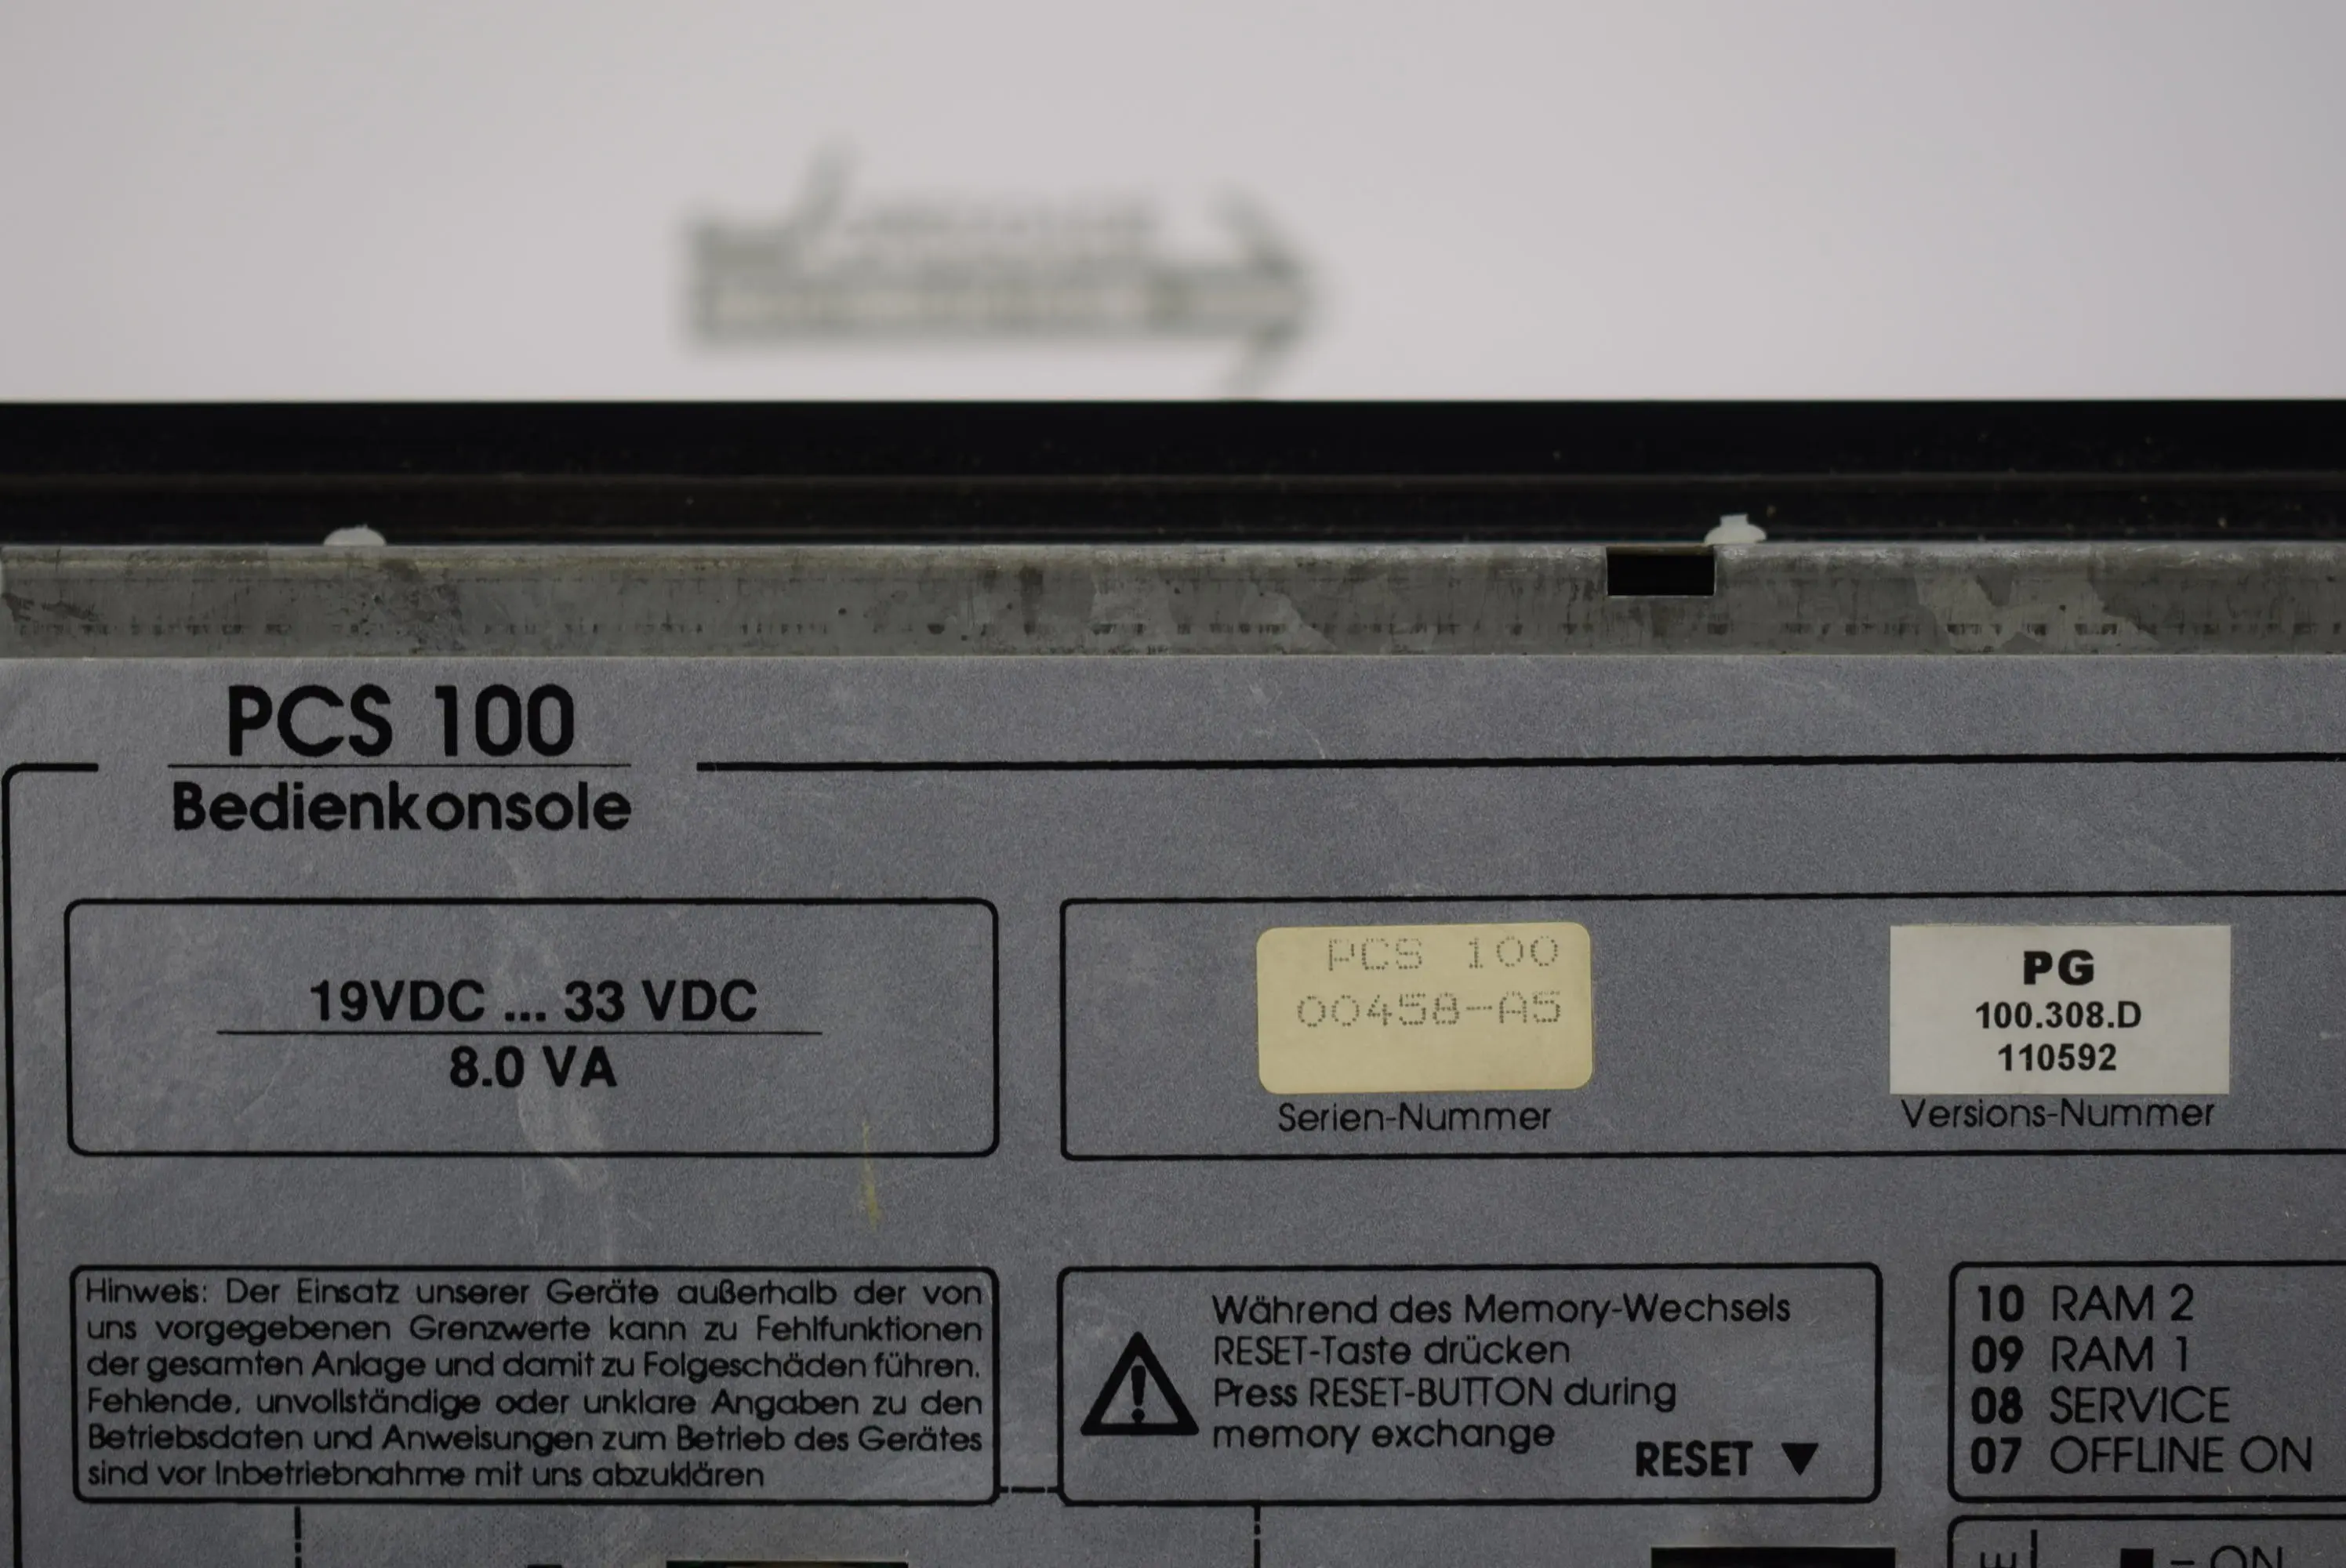 PCS 100
Bedienkonsole
19VDC ... 33 VDC
8.0 VA
PCS 100
00458-A5
Serien-Nummer
PG
100.308.D
110592
Versions-Nummer
Hinweis: Der Einsatz unserer Geräte außerhalb der von
uns vorgegebenen Grenzwerte kann zu Fehlfunktionen
der gesamten Anlage und damit zu Folgeschäden führen.
Fehlende, unvollständige oder unklare Angaben zu den
Betriebsdaten und Anweisungen zum Betrieb des Gerätes
sind vor Inbetriebnahme mit uns abzuklären
Während des Memory-Wechsels
RESET-Taste drücken
Press RESET-BUTTON during
memory exchange
RESET ▼
10 RAM 2
09 RAM 1
08 SERVICE
07 OFFLINE ON
= ON